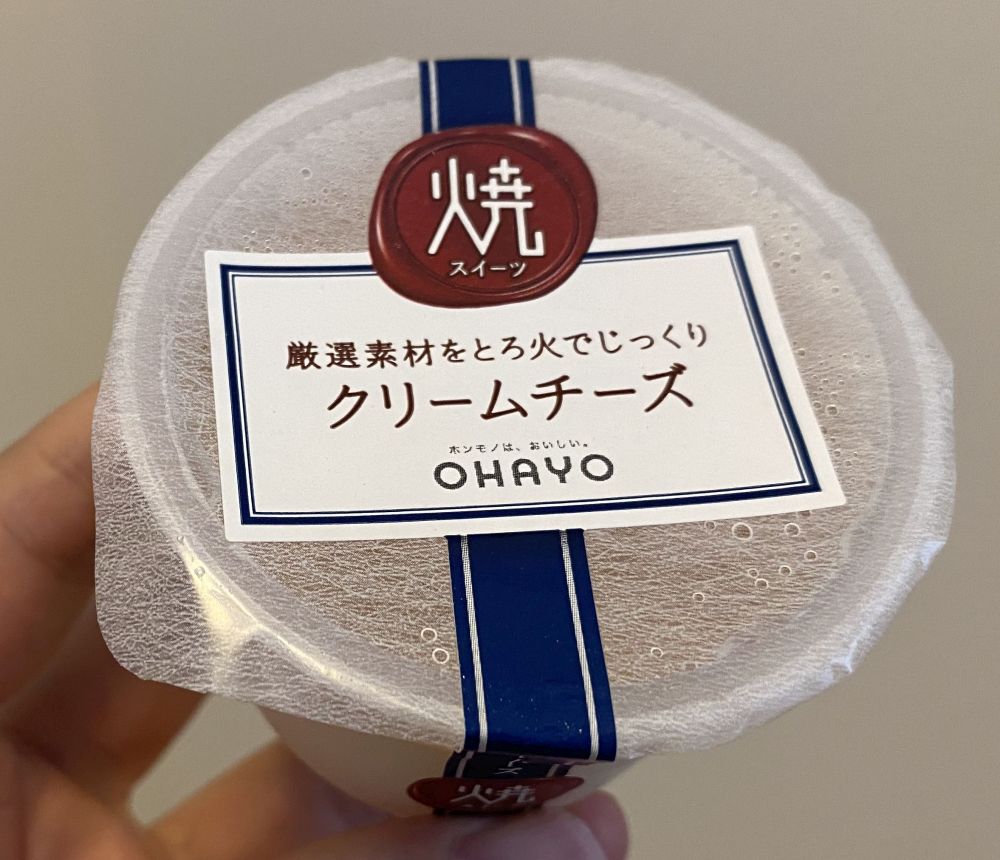 焼
スイーツ
厳選素材をとろ火でじっくり
クリームチーズ
ホンモノは、おいしい。
OHAYO
焼